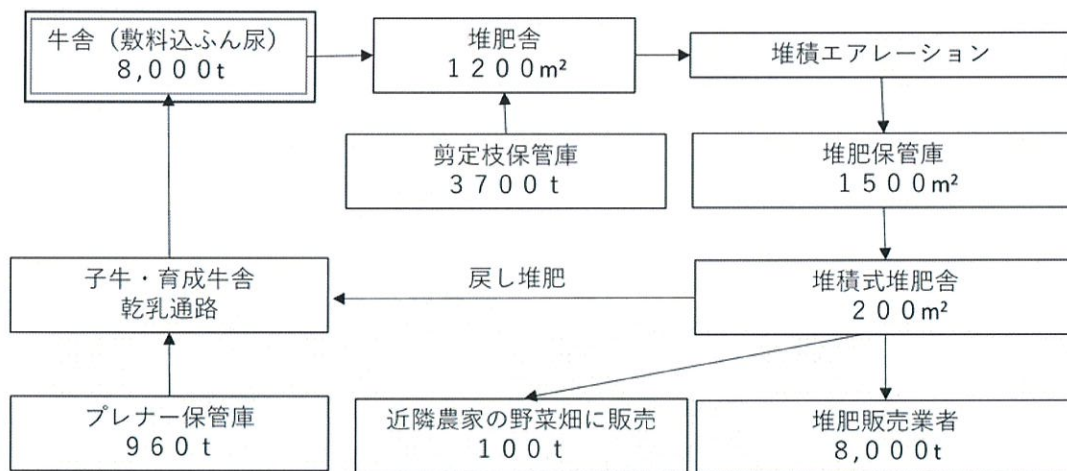 牛舎（敷料込ふん尿）
8,000t
堆肥舎
1200m²
堆積エアレーション
剪定枝保管庫
3700t
堆肥保管庫
1500m²
子牛・育成牛舎
乾乳通路
戻し堆肥
堆積式堆肥舎
200m²
プレナー保管庫
960t
近隣農家の野菜畑に販売
100t
堆肥販売業者
8,000t